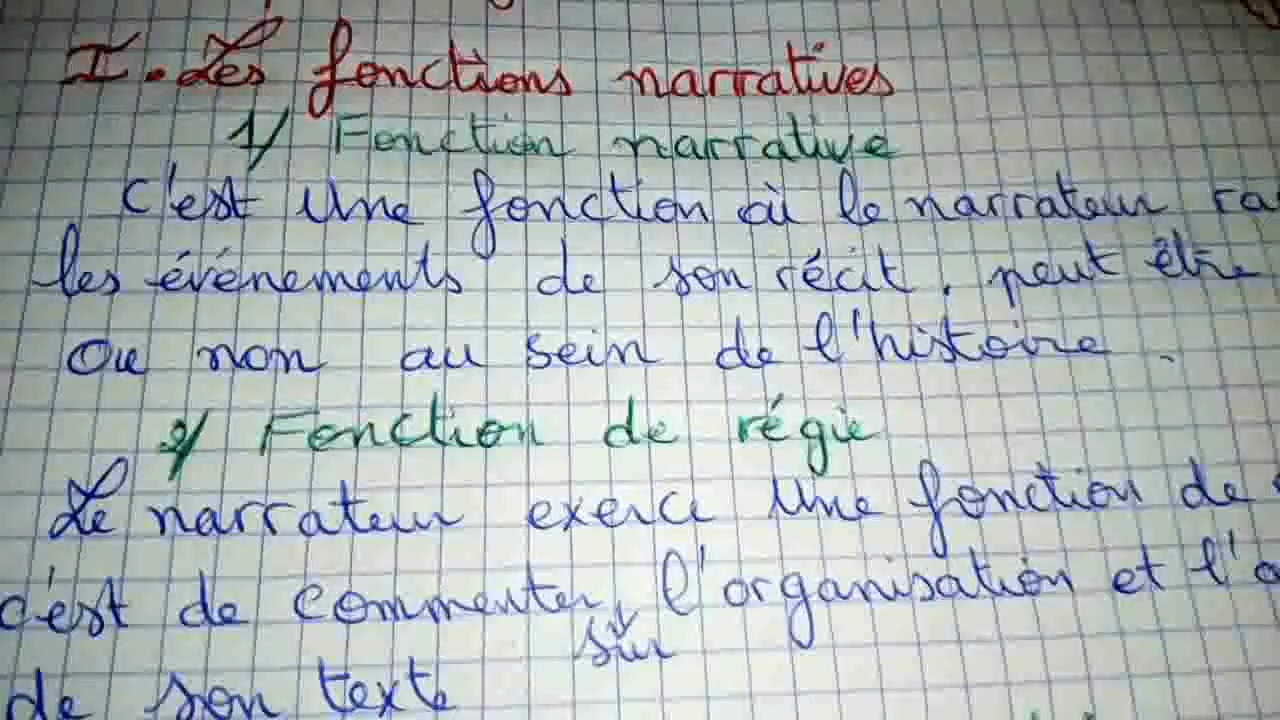 I. Les fonctions narratives
1/ Fonction narrative
C'est une fonction où le narrateur
les événements de son récit, peut être
Ou non au sein de l'histoire.
2/ Fonction de régie
Le narrateur exerce une fonction de
c'est de commenter, l'organisation et
sur
de son texte